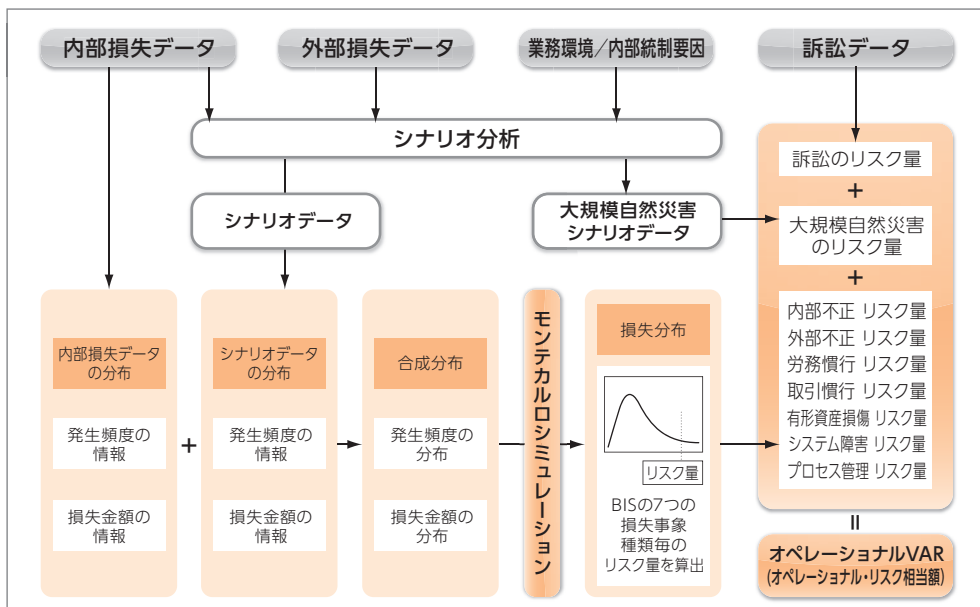 内部損失データ
外部損失データ
業務環境／内部統制要因
訴訟データ
シナリオ分析
シナリオデータ
大規模自然災害
シナリオデータ
訴訟のリスク量
+
大規模自然災害
のリスク量
+
内部不正 リスク量
外部不正 リスク量
労務慣行 リスク量
取引慣行 リスク量
有形資産損傷 リスク量
システム障害 リスク量
プロセス管理 リスク量
内部損失データ
の分布
発生頻度の
情報
損失金額の
情報
+
シナリオデータ
の分布
発生頻度の
情報
損失金額の
情報
合成分布
発生頻度の
分布
損失金額の
分布
モンテカルロシミュレーション
損失分布
リスク量
BISの7つの
損失事象
種類毎の
リスク量を算出
=
オペレーショナルVAR
(オペレーショナル・リスク相当額)